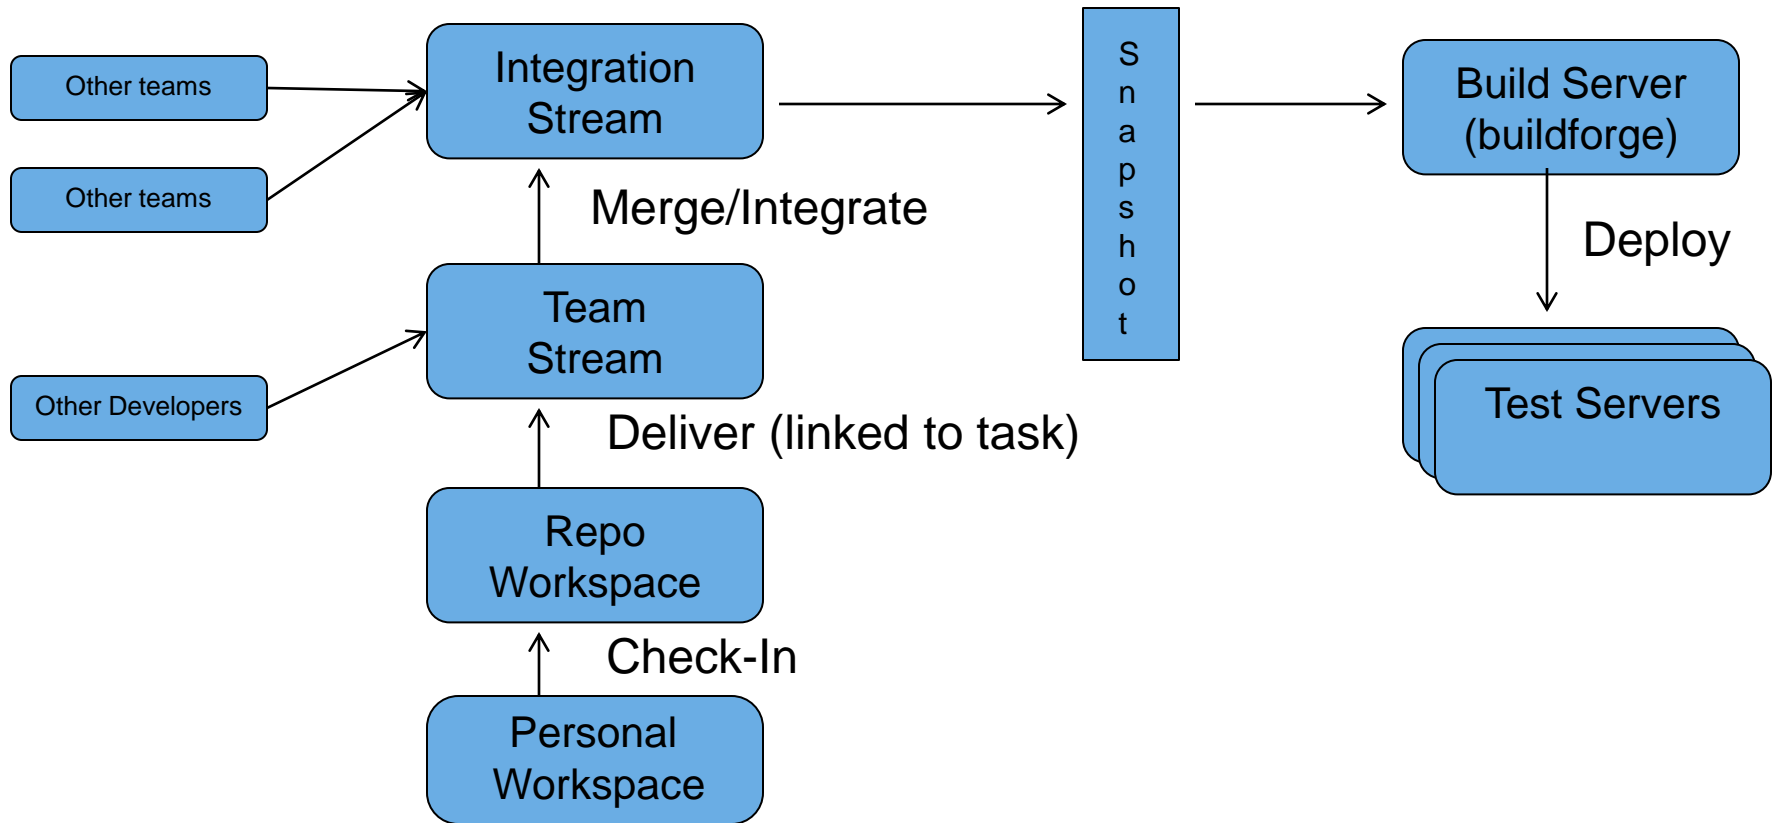 Other teams
Other teams
Other Developers
Integration
Stream
Merge/Integrate
Team
Stream
Deliver (linked to task)
Repo
Workspace
Check-In
Personal
Workspace
S
n
a
p
s
h
o
t
Build Server
(buildforge)
Deploy
Test Servers